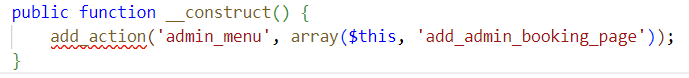 public function __construct() {
    add_action('admin_menu', array($this, 'add_admin_booking_page'));
}